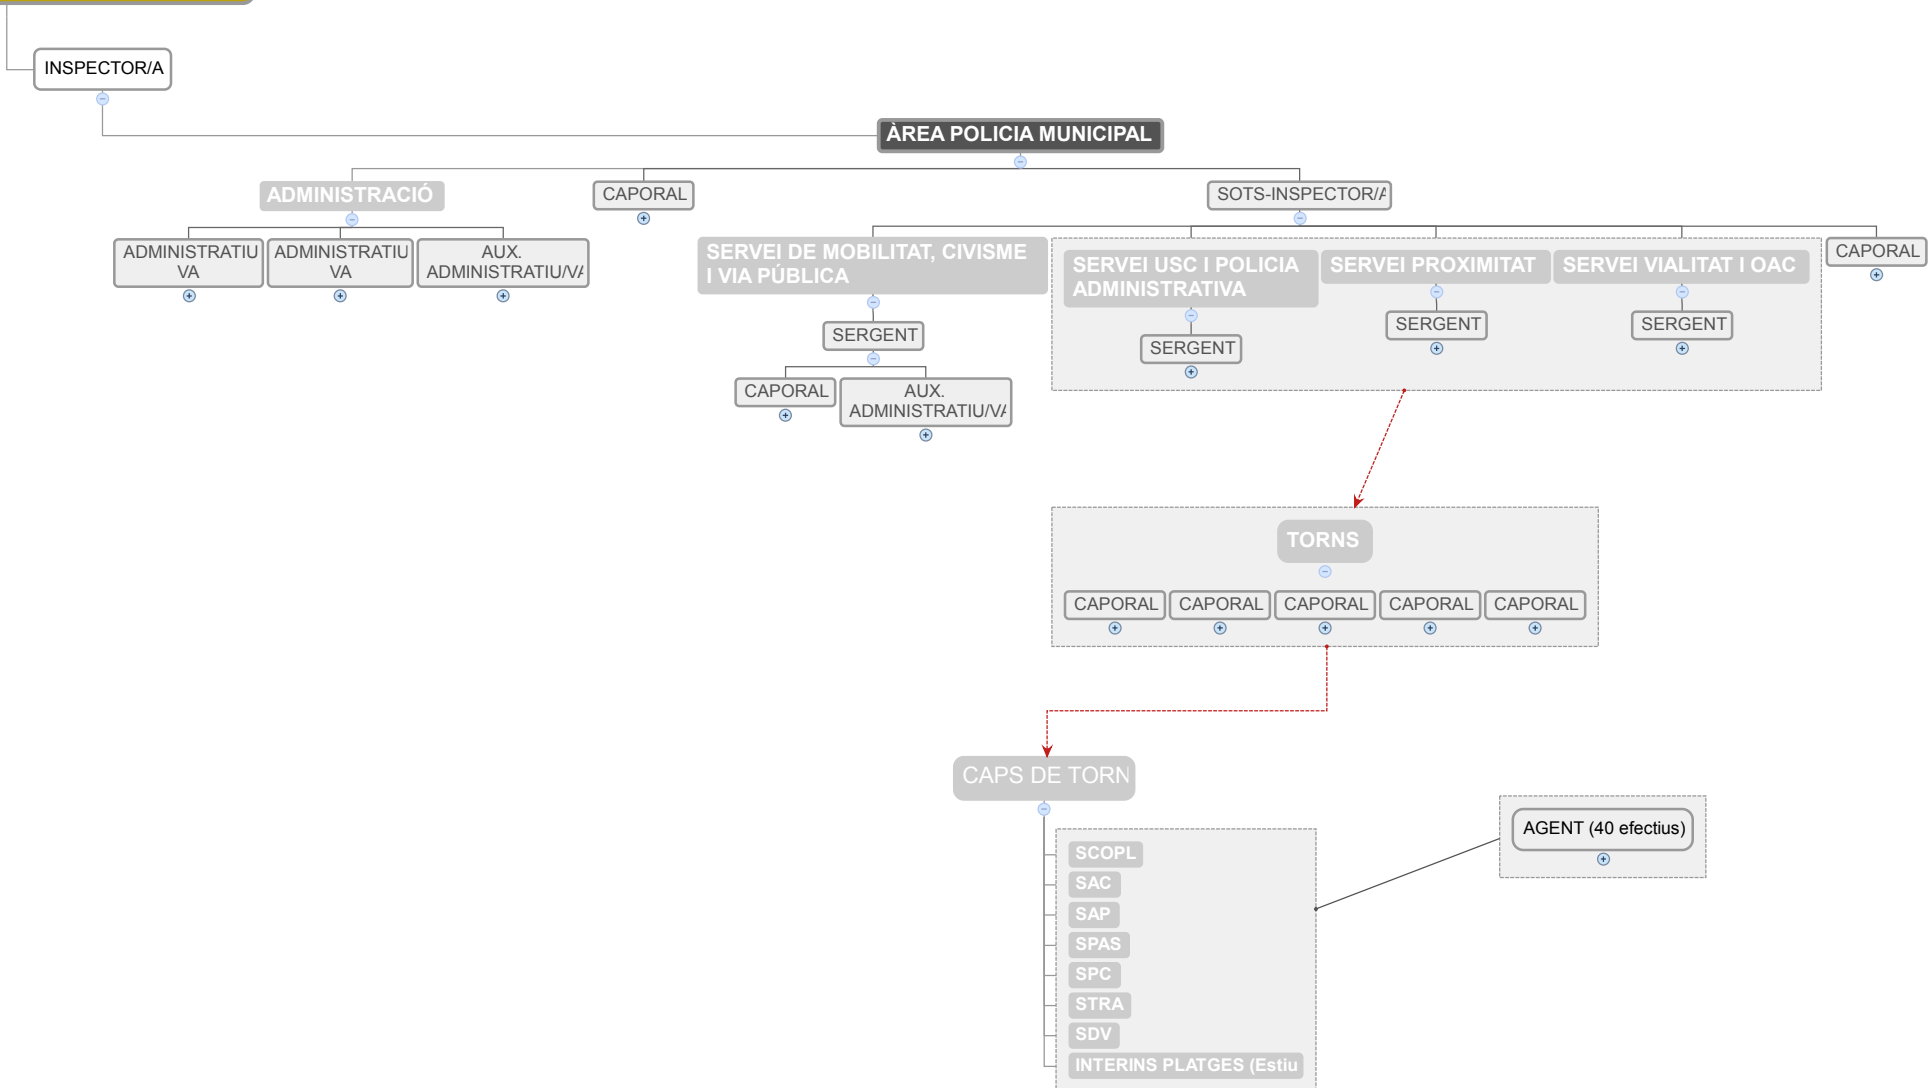 INSPECTOR/A
ÀREA POLICIA MUNICIPAL
ADMINISTRACIÓ
CAPORAL
SOTS-INSPECTOR/A
ADMINISTRATIU
VA
ADMINISTRATIU
VA
AUX.
ADMINISTRATIU/VA
SERVEI DE MOBILITAT, CIVISME
I VIA PÚBLICA
SERVEI USC I POLICIA
ADMINISTRATIVA
SERVEI PROXIMITAT
SERVEI VIALITAT I OAC
CAPORAL
SERGENT
SERGENT
SERGENT
SERGENT
CAPORAL
AUX.
ADMINISTRATIU/VA
TORNS
CAPORAL
CAPORAL
CAPORAL
CAPORAL
CAPORAL
CAPS DE TORN
AGENT (40 efectius)
SCOPL
SAC
SAP
SPAS
SPC
STRA
SDV
INTERINS PLATGES (Estiu